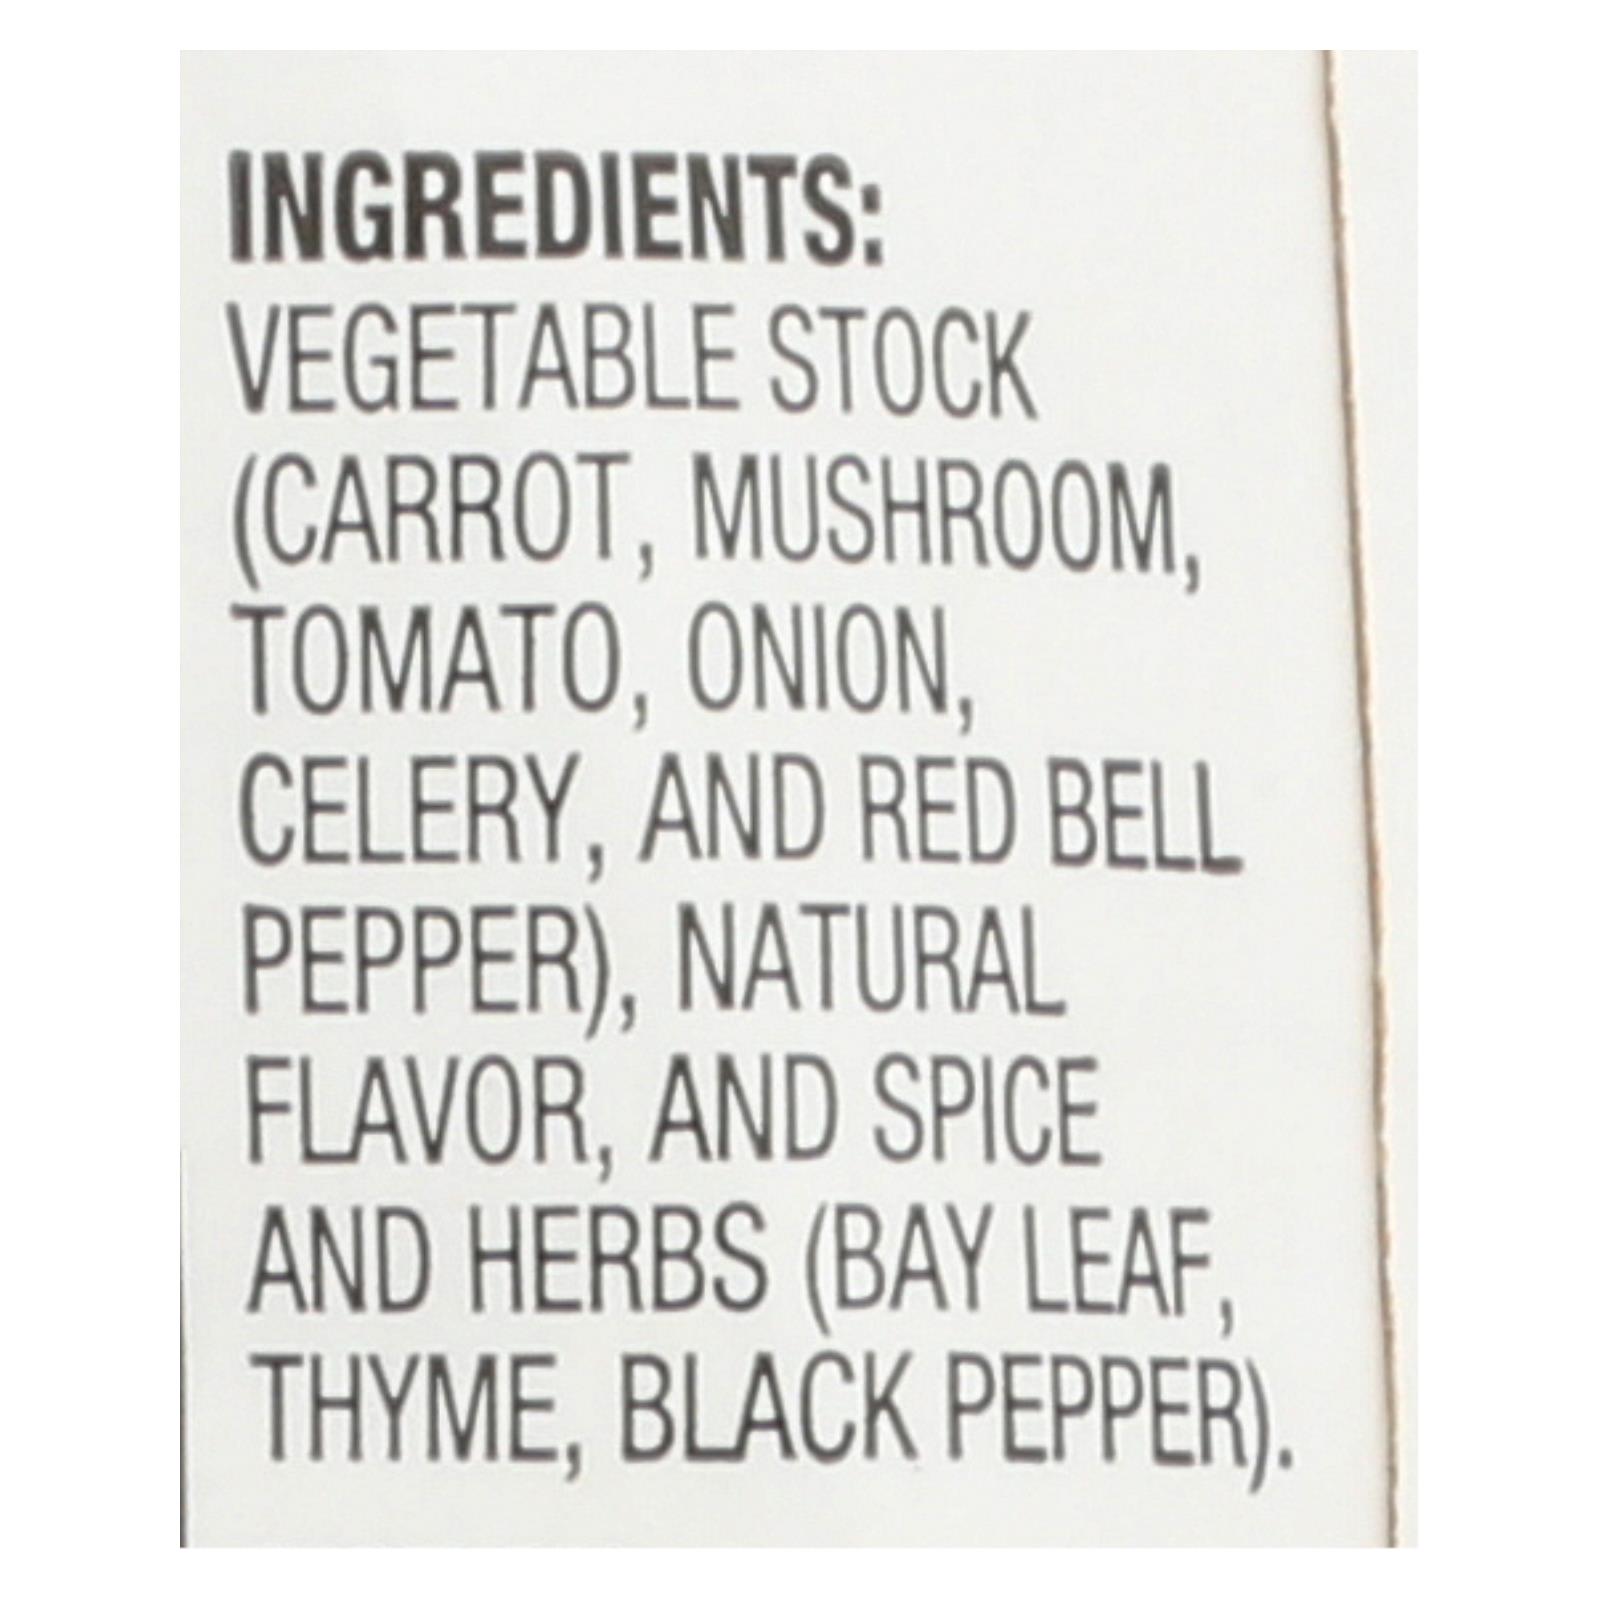 INGREDIENTS:
VEGETABLE STOCK
(CARROT, MUSHROOM,
TOMATO, ONION,
CELERY, AND RED BELL
PEPPER), NATURAL
FLAVOR, AND SPICE
AND HERBS (BAY LEAF,
THYME, BLACK PEPPER).